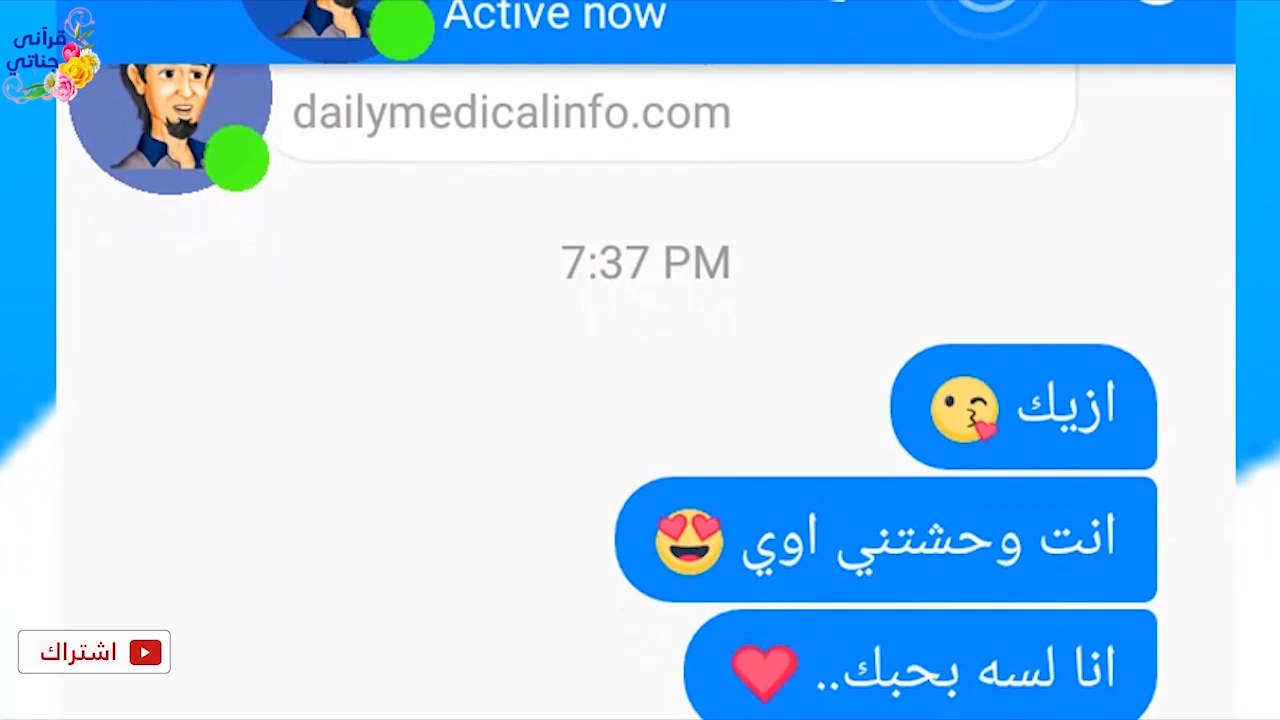 Active now
قرآني
جناتي
dailymedicalinfo.com
7:37 PM
ازيك 😘
انت وحشتني اوي 😍
انا لسه بحبك.. ❤️
اشتراك